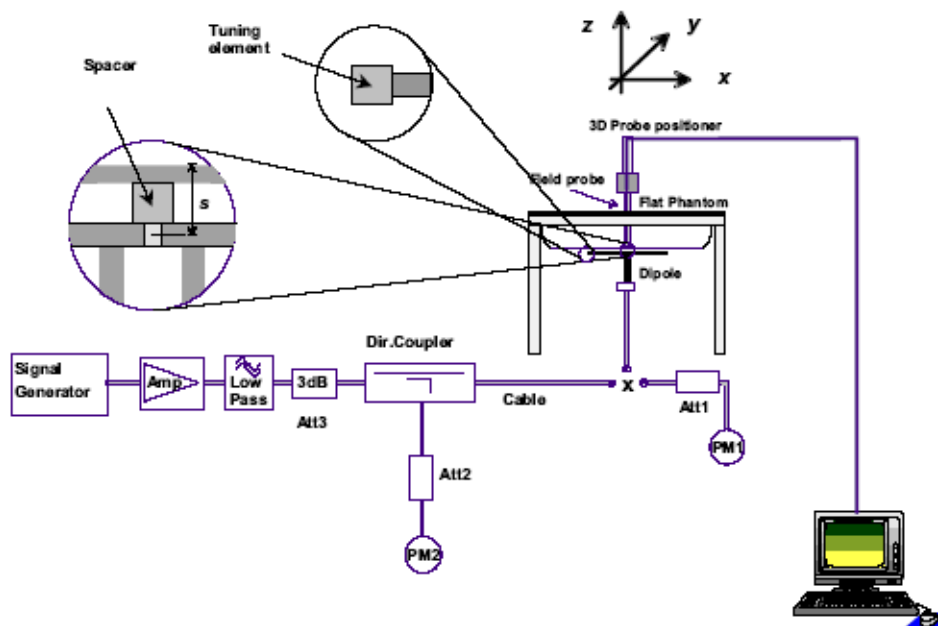 Tuning
element
Spacer
z
y
x
3D Probe positioner
Field probe
Flat Phantom
s
Dipole
Dir.Coupler
Signal
Generator
Amp
Low
Pass
3dB
Att3
Cable
x
Att1
PM1
Att2
PM2